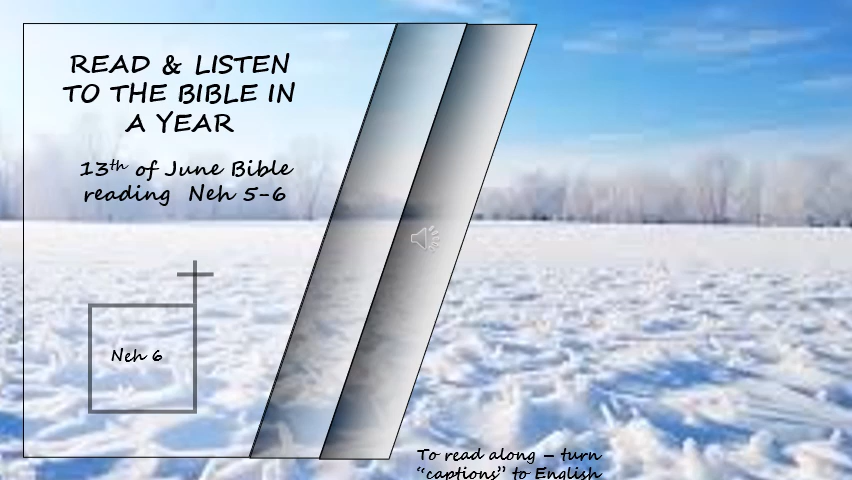 READ & LISTEN
TO THE BIBLE IN
A YEAR
13th of June Bible
reading Neh 5-6
Neh 6
To read along – turn
“captions” to English